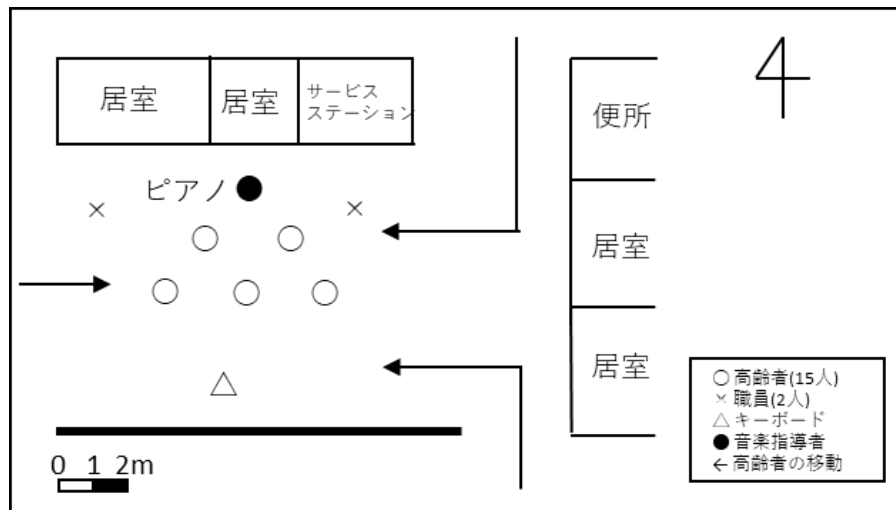 居室
居室
サービス
ステーション
便所
ピアノ
居室
居室
0 1 2m
○高齢者(15人)
×職員(2人)
△キーボード
●音楽指導者
←高齢者の移動